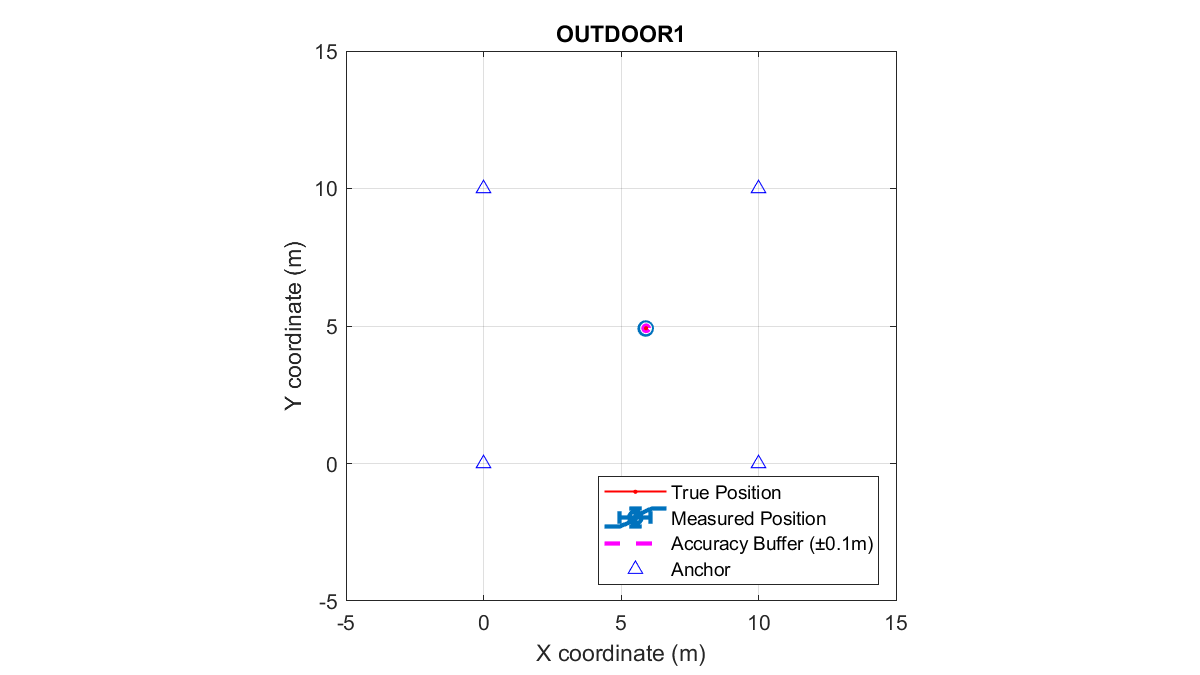 OUTDOOR1
15
10
5
0
-5
Y coordinate (m)
-5 0 5 10 15
X coordinate (m)
True Position
Measured Position
Accuracy Buffer (±0.1m)
Anchor